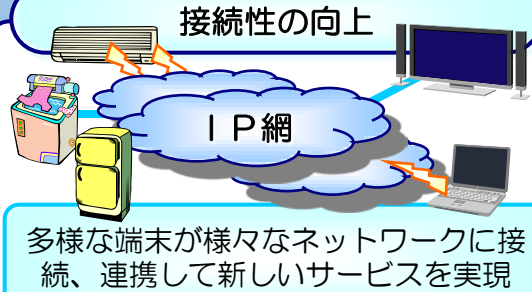 接続性の向上
ＩＰ網
多様な端末が様々なネットワークに接
続、連携して新しいサービスを実現